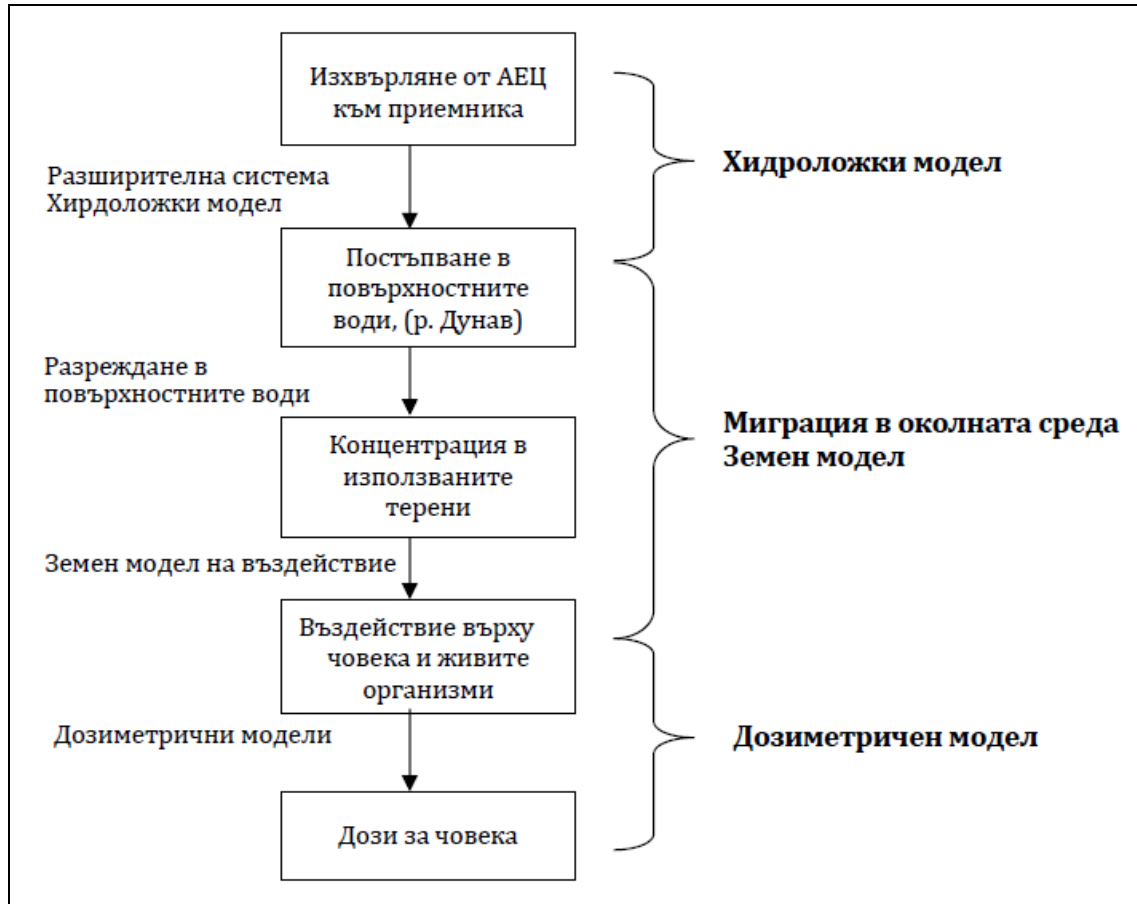 Изхвърляне от АЕЦ
към приемника
Разширителна система
Хирдоложки модел
Хидроложки модел
Постъпване в
повърхностните
води, (р. Дунав)
Разреждане в
повърхностните води
Концентрация в
използваните
терени
Миграция в околната среда
Земен модел
Земен модел на въздействие
Въздействие върху
човека и живите
организми
Дозиметрични модели
Дозиметричен модел
Дози за човека